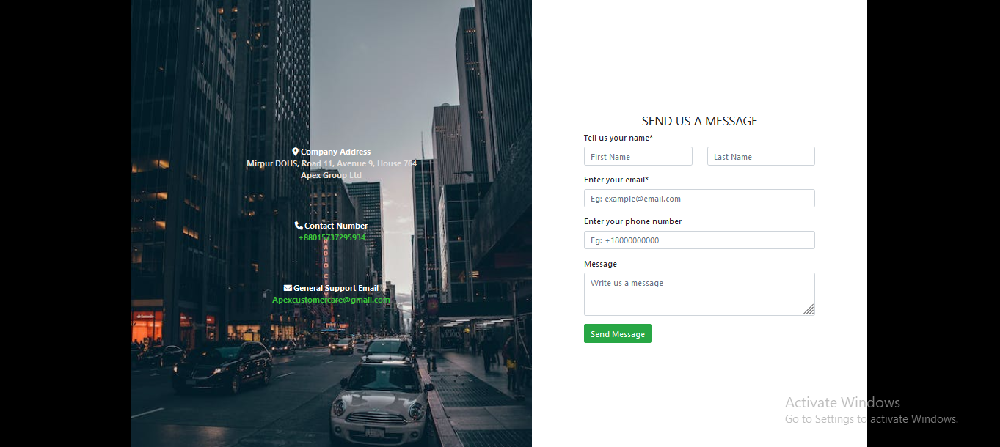 Company Address
Mirpur DOHS, Road 11, Avenue 9, House 764
Apex Group Ltd
Contact Number
+88015737295934
General Support Email
Apexcustomercare@gmail.com
RADIO CI
SEND US A MESSAGE
Tell us your name*
First Name
Last Name
Enter your email*
Eg: example@email.com
Enter your phone number
Eg: +18000000000
Message
Write us a message
Send Message
Activate Windows
Go to Settings to activate Windows.